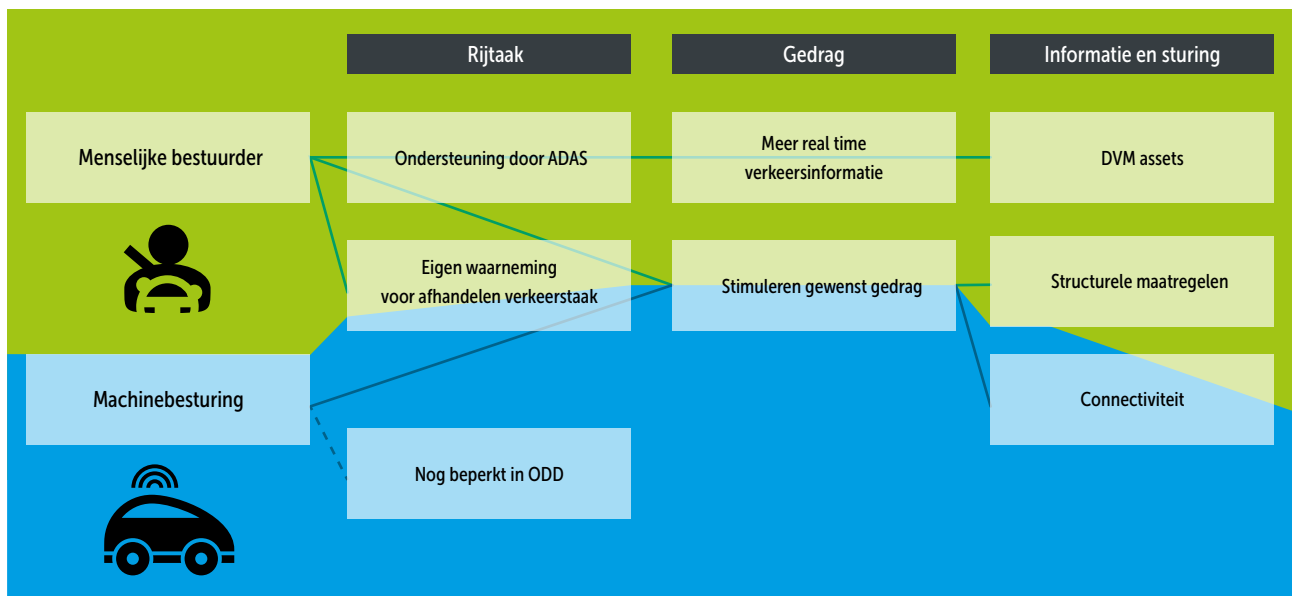 Rijtaak
Gedrag
Informatie en sturing
Menselijke bestuurder
Ondersteuning door ADAS
Meer real time
verkeersinformatie
DVM assets
Eigen waarneming
voor afhandelen verkeerstaak
Stimuleren gewenst gedrag
Structurele maatregelen
Machinebesturing
Connectiviteit
Nog beperkt in ODD